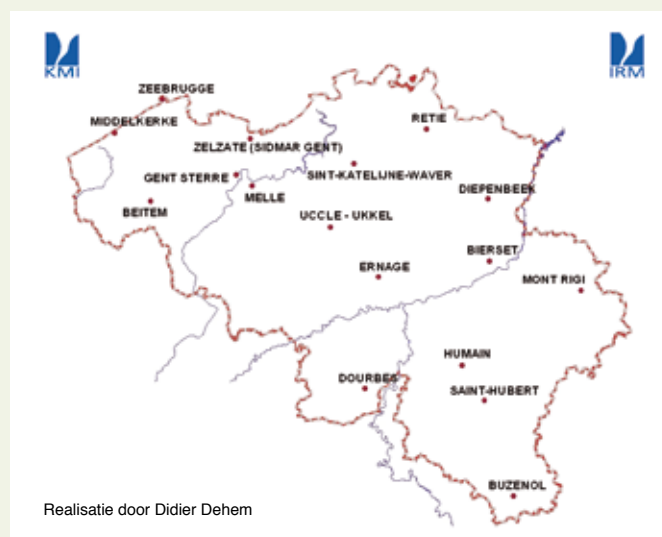 KMI
IRM
ZEEBRUGGE
MIDDELKERKE
RETIE
ZELZATE (SIDMAR GENT)
SINT-KATELIJNE-WAVER
GENT STERRE
MELLE
DIEPENBEEK
BEITEM
UCCLE - UKKEL
BIERSET
ERNAGE
MONT RIGI
HUMAIN
DOURBES
SAINT-HUBERT
BUZENOL
Realisatie door Didier Dehem